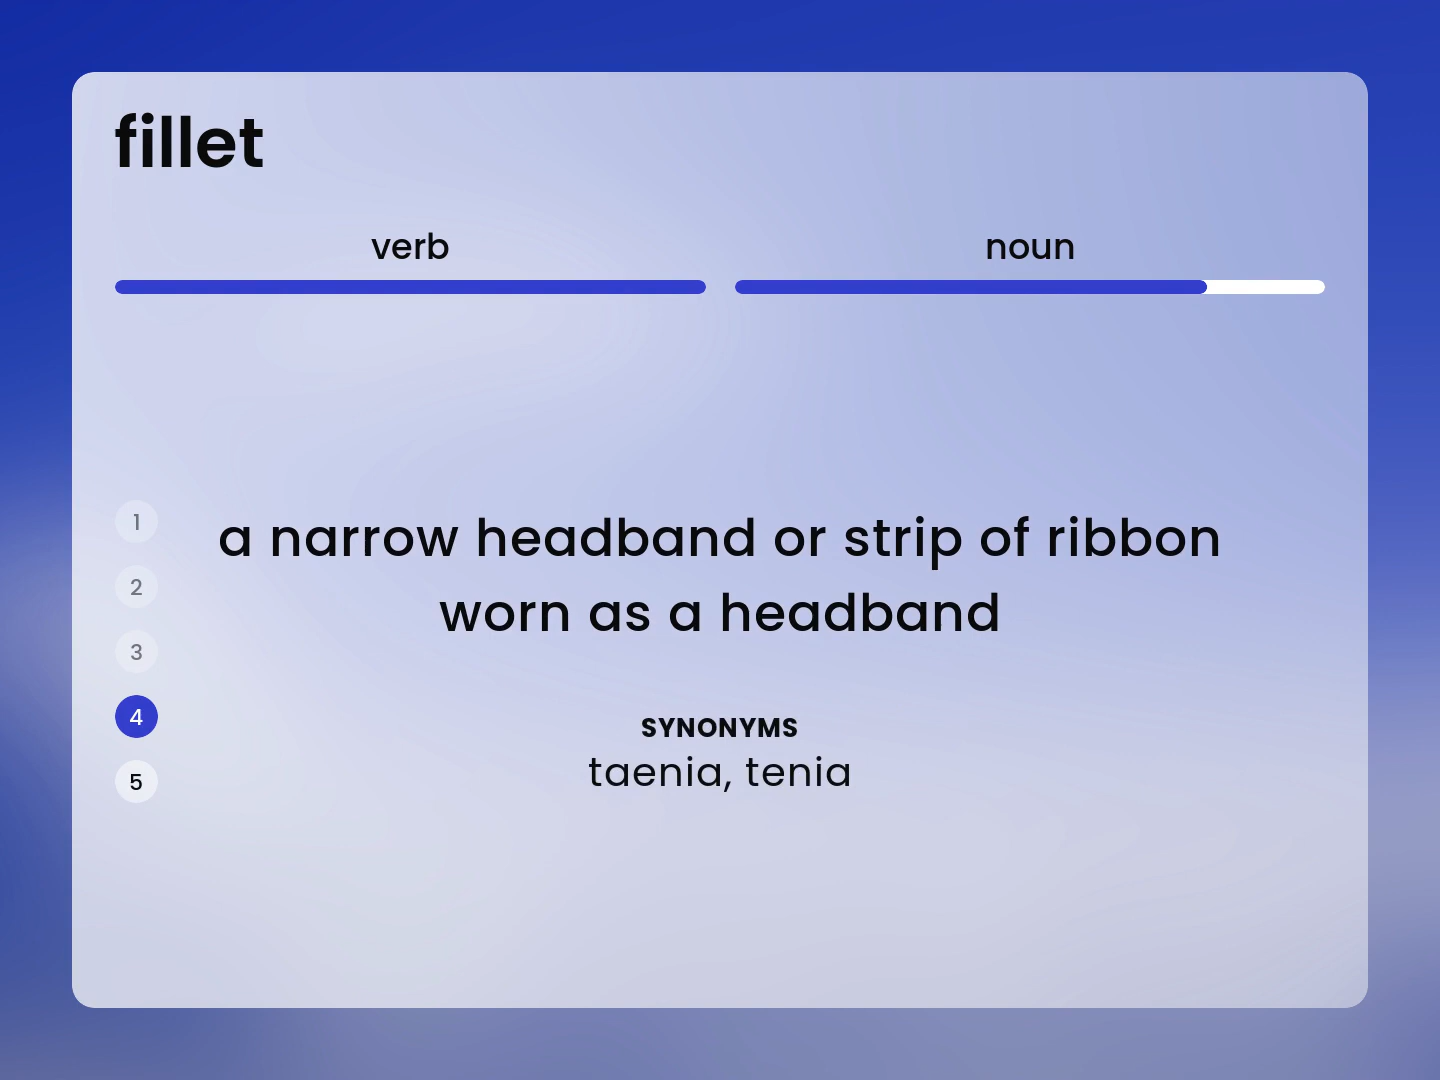 fillet
verb
noun
1
a narrow headband or strip of ribbon
2
worn as a headband
3
4
SYNONYMS
5
taenia, tenia